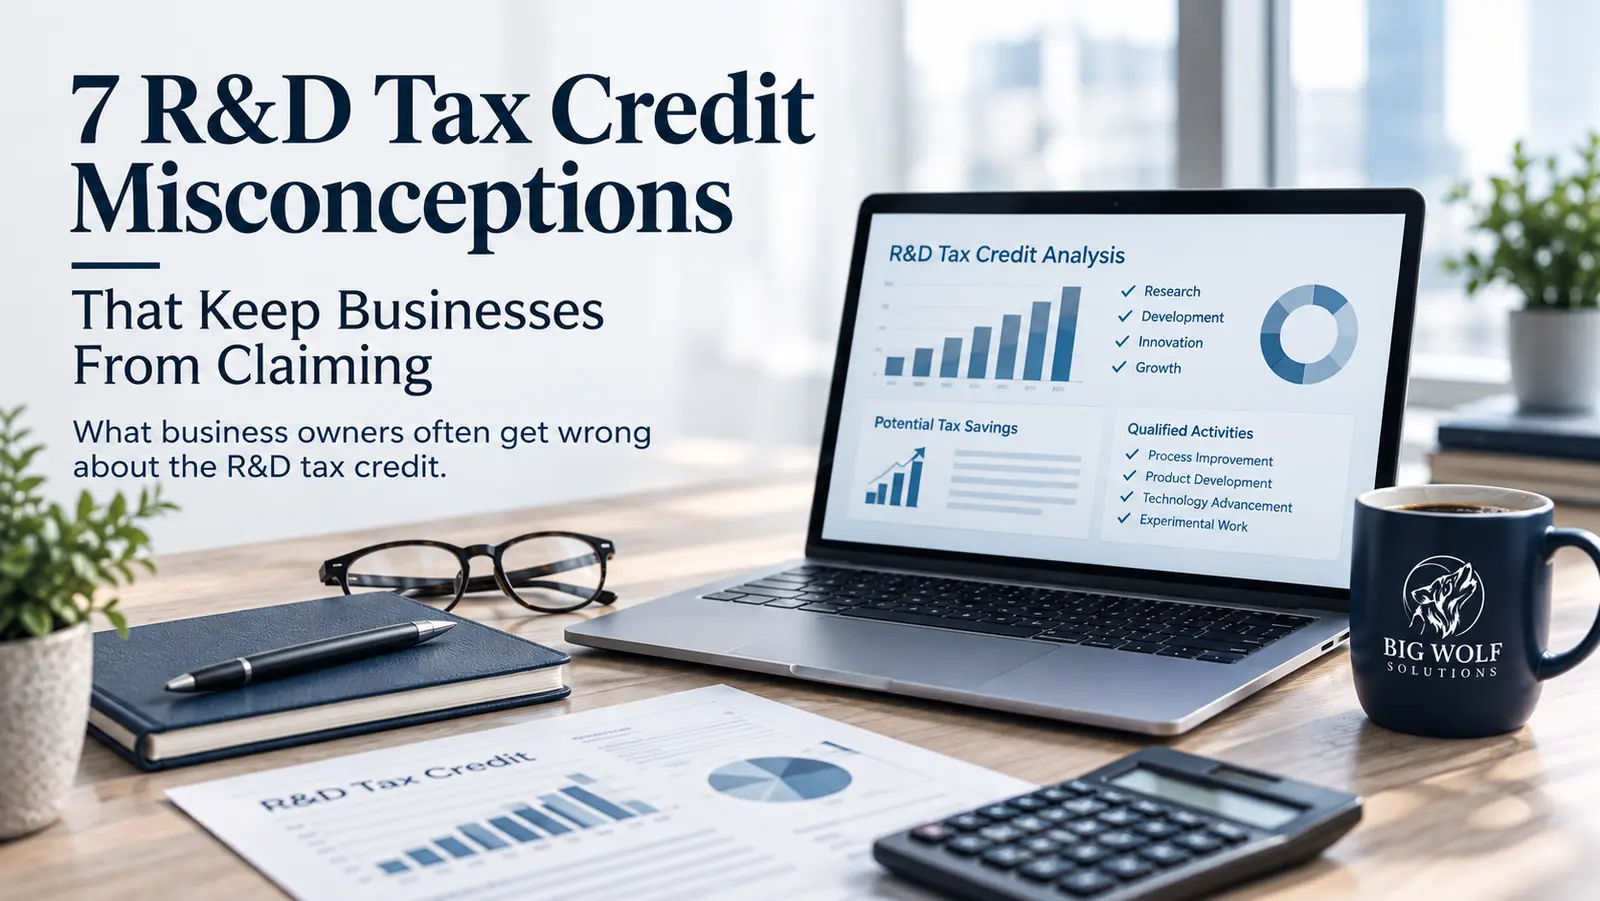 7 R&D Tax Credit
Misconceptions
That Keep Businesses
From Claiming
What business owners often get wrong
about the R&D tax credit.
R&D Tax Credit Analysis
✓ Research
✓ Development
✓ Innovation
✓ Growth
Potential Tax Savings
Qualified Activities
✓ Process Improvement
✓ Product Development
✓ Technology Advancement
✓ Experimental Work
BIG WOLF
SOLUTIONS
R&D Tax Credit